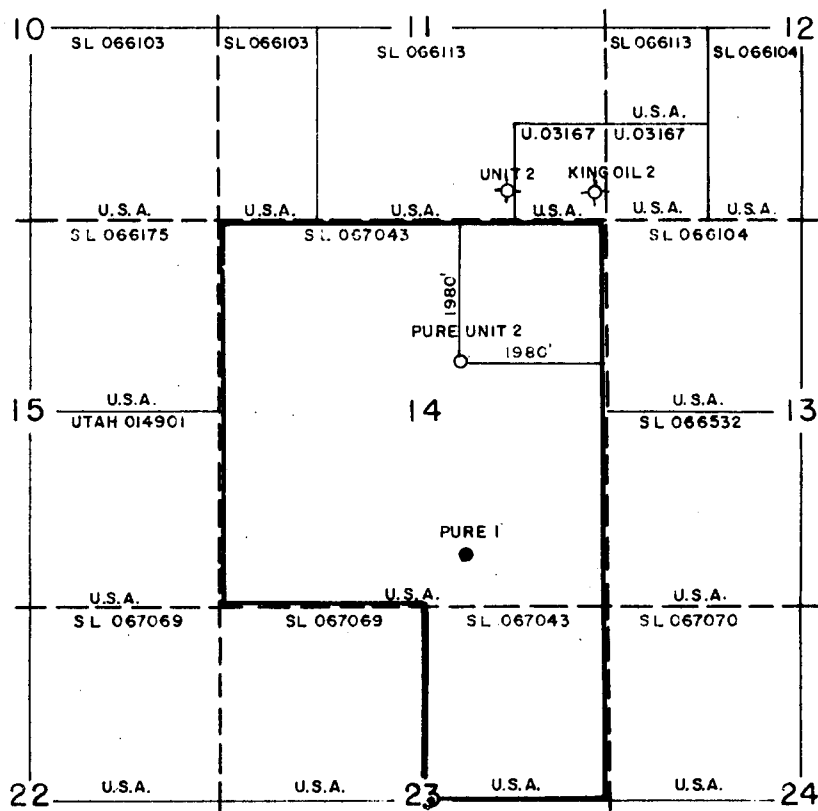 10 11 12
SL 066103 SL 066103 SL 066113 SL 066113 SL 066104
U.S.A.
U.03167 U.03167
UNIT 2 KING OIL 2
U.S.A. U.S.A. U.S.A. U.S.A. U.S.A. U.S.A.
SL 066175 SL 067043 SL 066104
1980'
PURE UNIT 2
1980'
U.S.A. U.S.A.
15 14 13
UTAH 014901 SL 066532
PURE 1
U.S.A. U.S.A. U.S.A.
SL 067069 SL 067069 SL 067043 SL 067070
U.S.A. U.S.A. U.S.A. U.S.A.
22 23 24